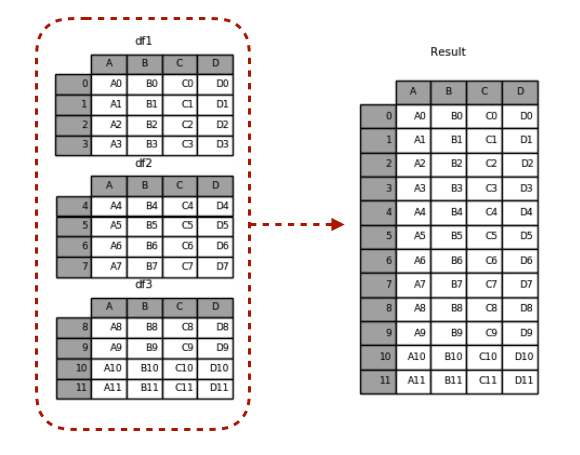 df1
A B C D
0 A0 B0 C0 D0
1 A1 B1 C1 D1
2 A2 B2 C2 D2
3 A3 B3 C3 D3
df2
A B C D
4 A4 B4 C4 D4
5 A5 B5 C5 D5
6 A6 B6 C6 D6
7 A7 B7 C7 D7
df3
A B C D
8 A8 B8 C8 D8
9 A9 B9 C9 D9
10 A10 B10 C10 D10
11 A11 B11 C11 D11
Result
A B C D
0 A0 B0 C0 D0
1 A1 B1 C1 D1
2 A2 B2 C2 D2
3 A3 B3 C3 D3
4 A4 B4 C4 D4
5 A5 B5 C5 D5
6 A6 B6 C6 D6
7 A7 B7 C7 D7
8 A8 B8 C8 D8
9 A9 B9 C9 D9
10 A10 B10 C10 D10
11 A11 B11 C11 D11